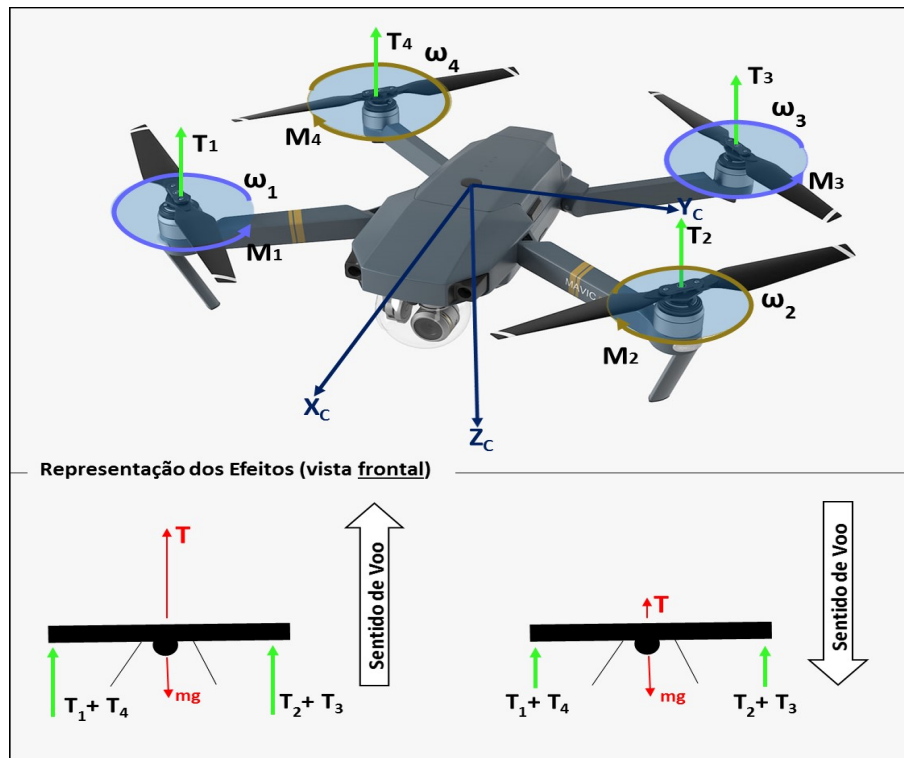 T4
ω4
T3
ω3
M4
T1
ω1
M3
YC
T2
M1
MAVIC
ω2
M2
XC
ZC
Representação dos Efeitos (vista frontal)
T
Sentido de Voo
T1+ T4
mg
T2+ T3
T
Sentido de Voo
T1+ T4
mg
T2+ T3